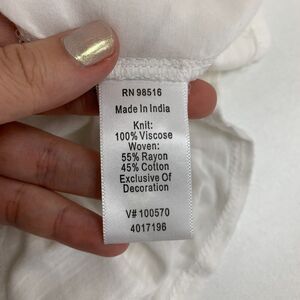 RN 98516
Made in India
Knit:
100% Viscose
Woven:
55% Rayon
45% Cotton
Exclusive Of
Decoration
V# 100570
4017196